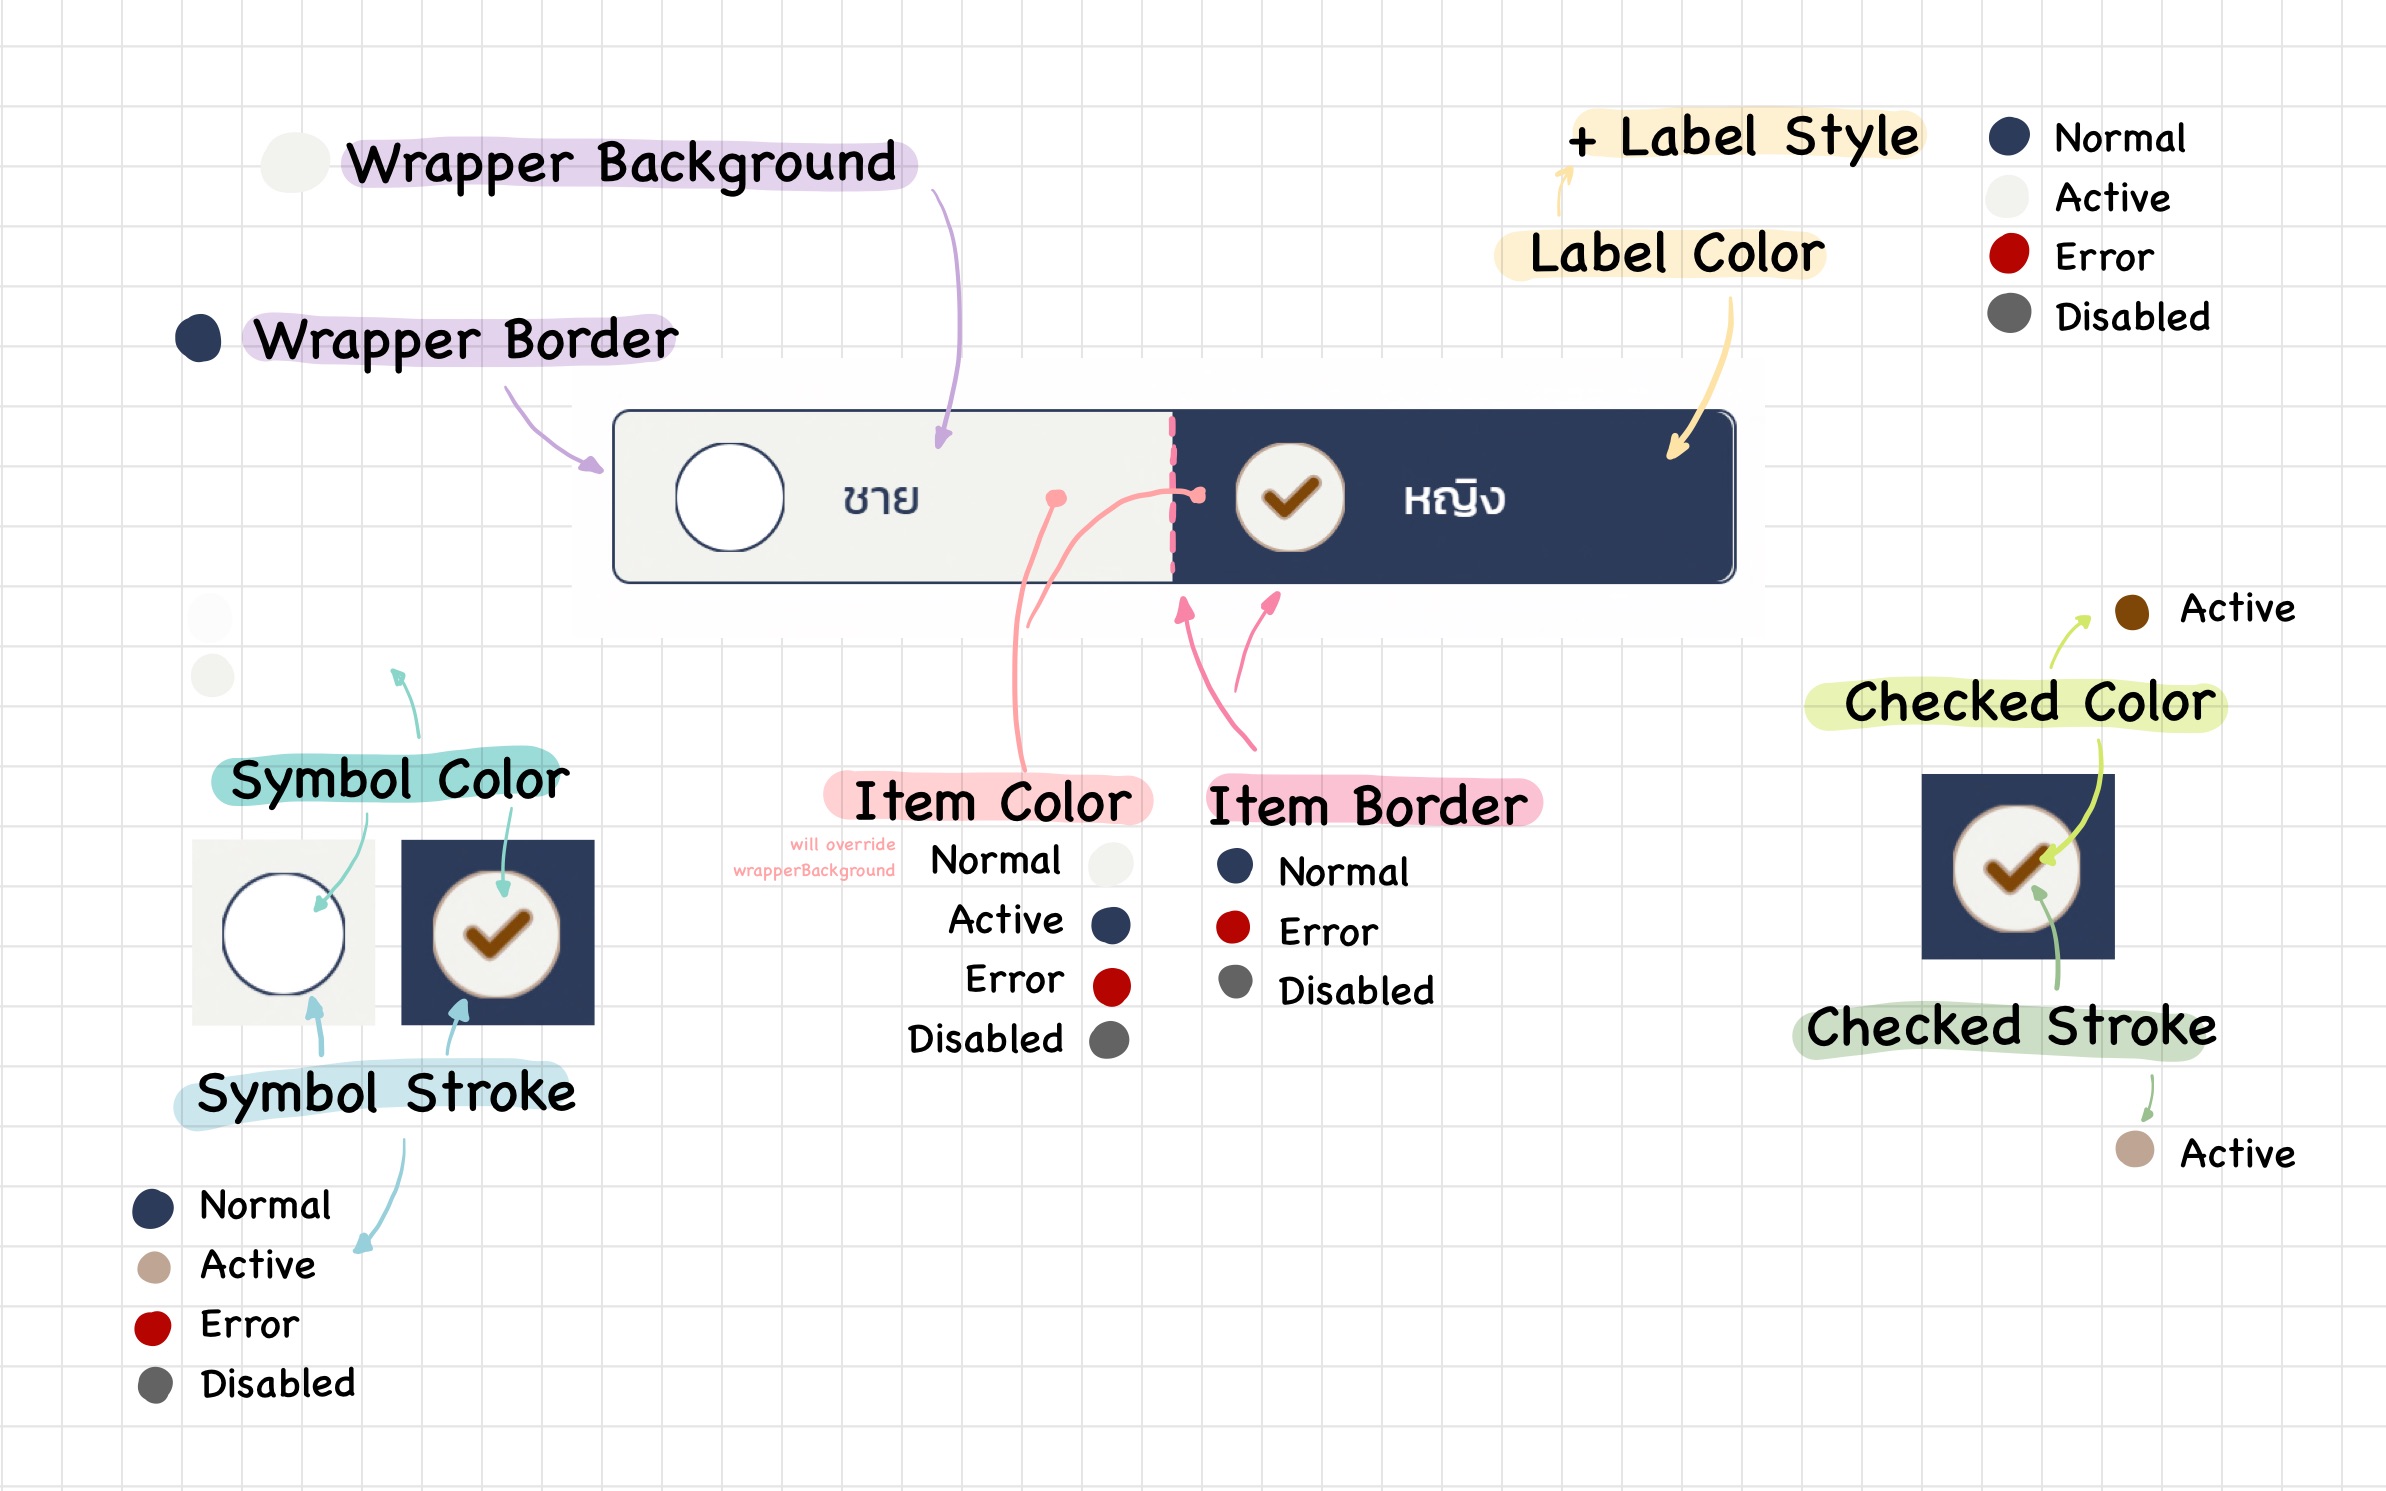 Wrapper Background
Wrapper Border
+ Label Style
Label Color
Normal
Active
Error
Disabled
ชาย
หญิง
Symbol Color
Symbol Stroke
Normal
Active
Error
Disabled
Item Color
will override
wrapperBackground
Normal
Active
Error
Disabled
Item Border
Normal
Error
Disabled
Active
Checked Color
Checked Stroke
Active